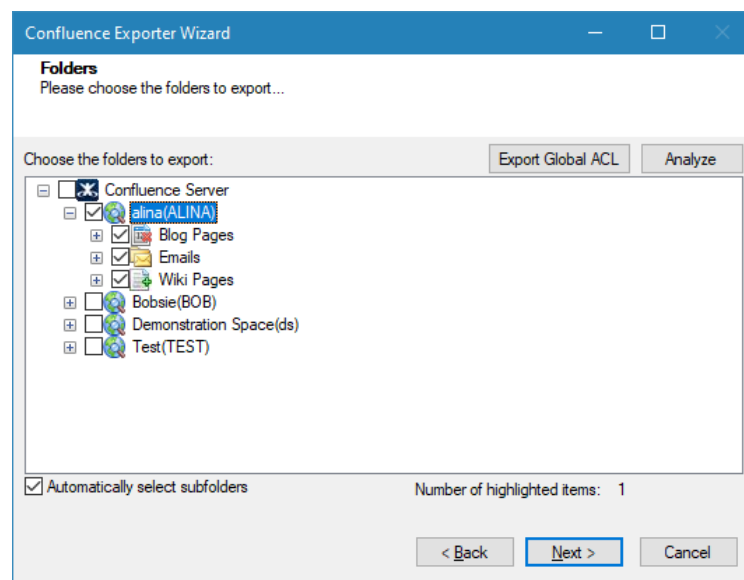 Confluence Exporter Wizard
Folders
Please choose the folders to export...
Choose the folders to export:
Export Global ACL
Analyze
Confluence Server
alina(ALINA)
Blog Pages
Emails
Wiki Pages
Bobsie(BOB)
Demonstration Space(ds)
Test(TEST)
Automatically select subfolders
Number of highlighted items: 1
< Back
Next >
Cancel